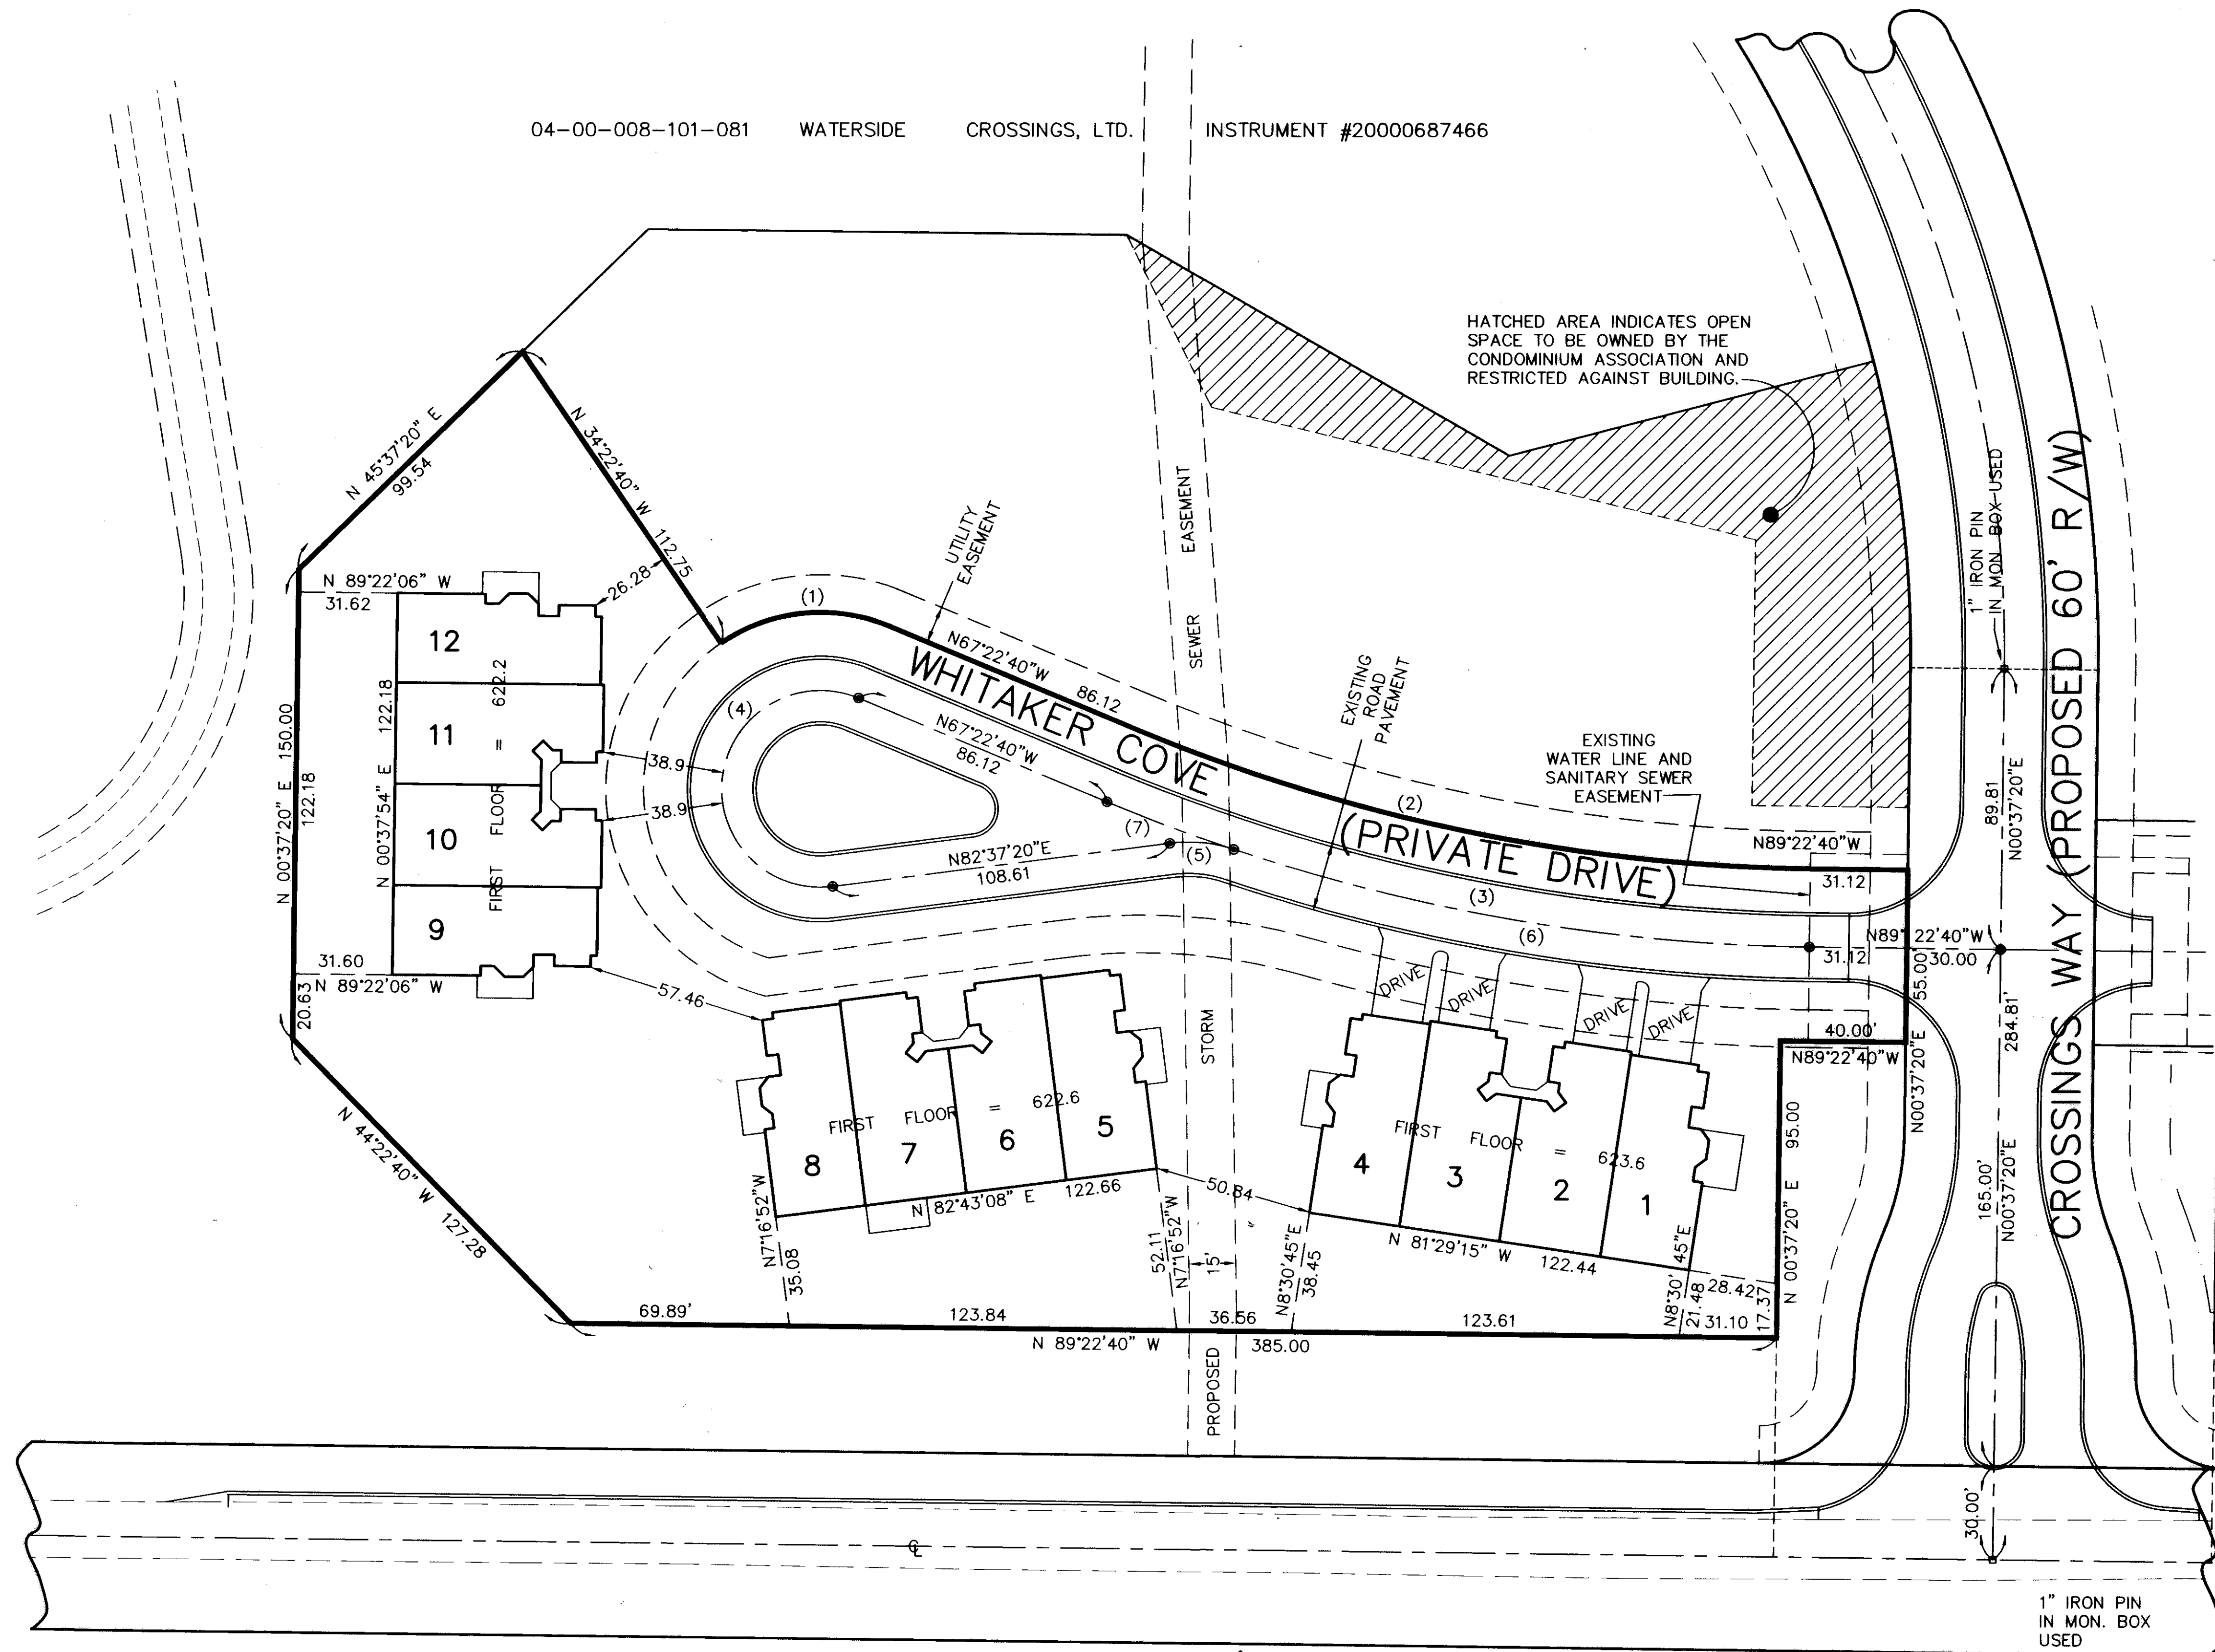 04-00-008-101-081 WATERSIDE CROSSINGS, LTD. INSTRUMENT #20000687466
HATCHED AREA INDICATES OPEN
SPACE TO BE OWNED BY THE
CONDOMINIUM ASSOCIATION AND
RESTRICTED AGAINST BUILDING.
N 45°37'20" E
99.54
N 34°22'40" W 112.75
UTILITY
EASEMENT
STORM SEWER EASEMENT
PROPOSED
1" IRON PIN
IN MON BOX USED
N 89°22'06" W
31.62
26.28
(1)
12
11
10
9
FIRST FLOOR = 622.2
N 00°37'54" E 122.18
N 00°37'20" E 150.00
122.18
38.9
38.9
(4)
N67°22'40"W
86.12
N67°22'40"W
86.12
WHITAKER COVE
(PRIVATE DRIVE)
EXISTING
ROAD
PAVEMENT
EXISTING
WATER LINE AND
SANITARY SEWER
EASEMENT
(2)
(7)
(5)
(3)
(6)
N82°37'20"E
108.61
N89°22'40"W
31.12
N89°22'40"W
31.12
30.00
89.81
N00°37'20"E
CROSSINGS WAY (PROPOSED 60' R/W)
31.60
N 89°22'06" W
20.63
57.46
DRIVE
DRIVE
DRIVE
DRIVE
55.00'
N00°37'20"E
284.81'
40.00'
N89°22'40"W
N 44°22'40" W 127.28
8
7
6
5
FIRST FLOOR = 622.6
N 82°43'08" E 122.66
4
3
2
1
FIRST FLOOR = 623.6
N 81°29'15" W 122.44
50.84
N7°16'52"W
35.08
52.11
N7°16'52"W
15'
N8°30'45"E
38.45
N8°30'45"E
21.48
28.42
17.37
N 00°37'20" E 95.00
165.00'
N00°37'20"E
69.89'
123.84
36.56
123.61
31.10
N 89°22'40" W 385.00
30.00'
CL
1" IRON PIN
IN MON. BOX
USED